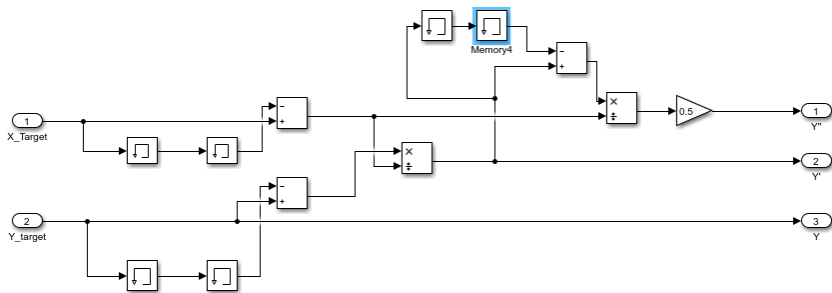 Memory4
−
+
−
+
×
÷
0.5
1
Y''
1
X_Target
×
÷
2
Y'
−
+
2
Y_target
3
Y